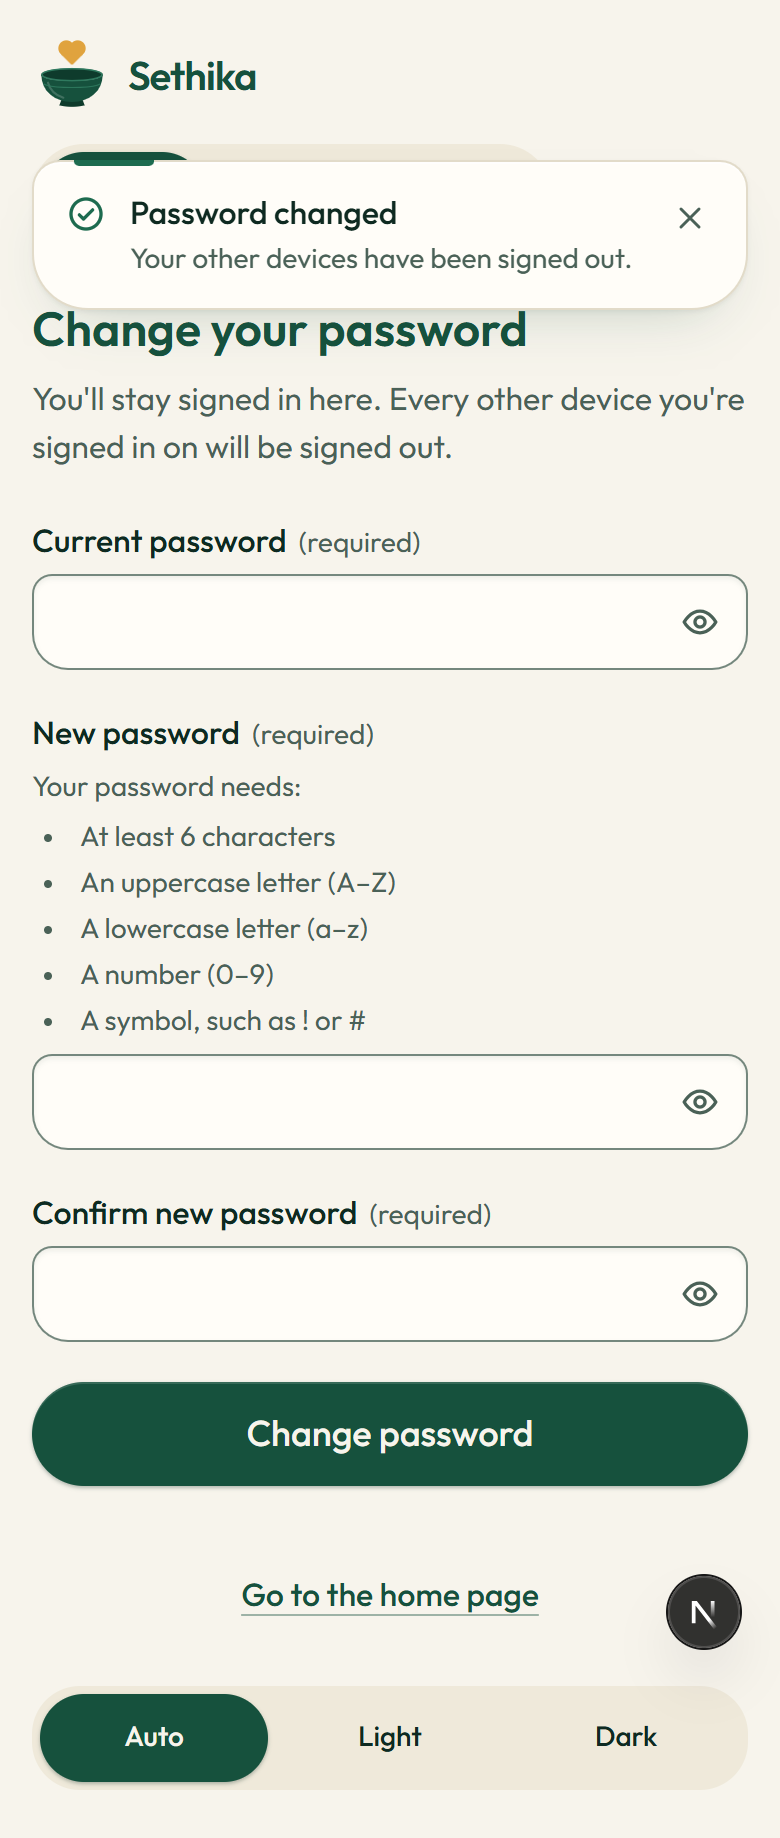 Sethika
Password changed
Your other devices have been signed out.
Change your password
You'll stay signed in here. Every other device you're
signed in on will be signed out.
Current password (required)
New password (required)
Your password needs:
• At least 6 characters
• An uppercase letter (A–Z)
• A lowercase letter (a–z)
• A number (0–9)
• A symbol, such as ! or #
Confirm new password (required)
Change password
Go to the home page
N
Auto Light Dark